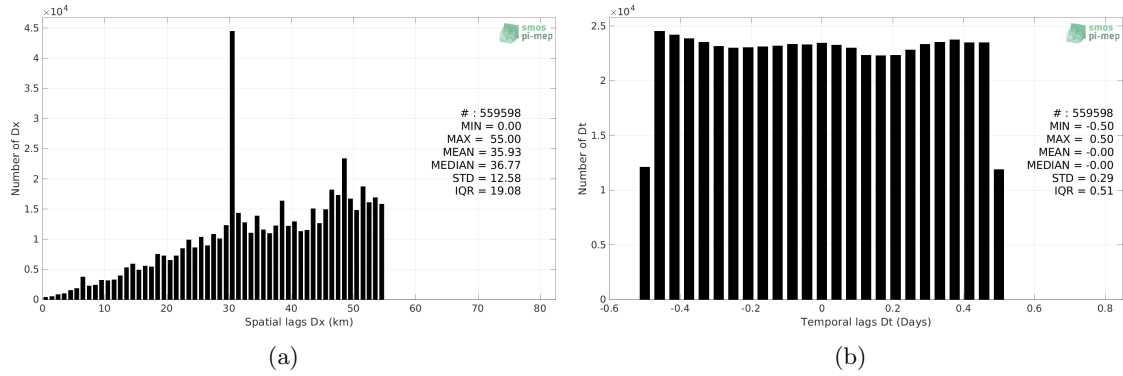 ×10⁴
4.5
4
3.5
3
2.5
2
1.5
1
0.5
0
Number of Dx
smos
pi-mep
# : 559598
MIN = 0.00
MAX = 55.00
MEAN = 35.93
MEDIAN = 36.77
STD = 12.58
IQR = 19.08
0 10 20 30 40 50 60 70 80
Spatial lags Dx (km)
(a)
×10⁴
2.5
2
1.5
1
0.5
0
Number of Dt
smos
pi-mep
# : 559598
MIN = -0.50
MAX = 0.50
MEAN = -0.00
MEDIAN = -0.00
STD = 0.29
IQR = 0.51
-0.6 -0.4 -0.2 0 0.2 0.4 0.6 0.8
Temporal lags Dt (Days)
(b)